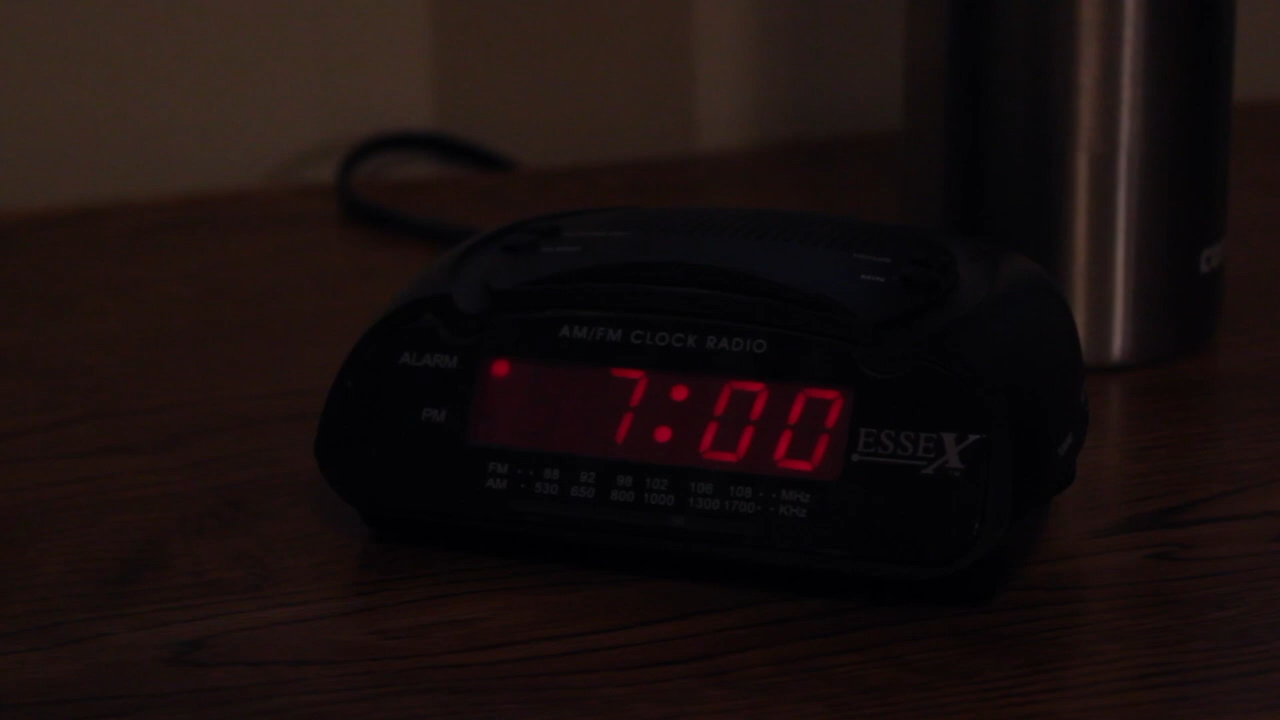 AM/FM CLOCK RADIO
ALARM
PM
7:00
ESSEX
FM 88 92 98 102 106 108 MHz
AM 530 650 800 1000 1300 1700 KHz